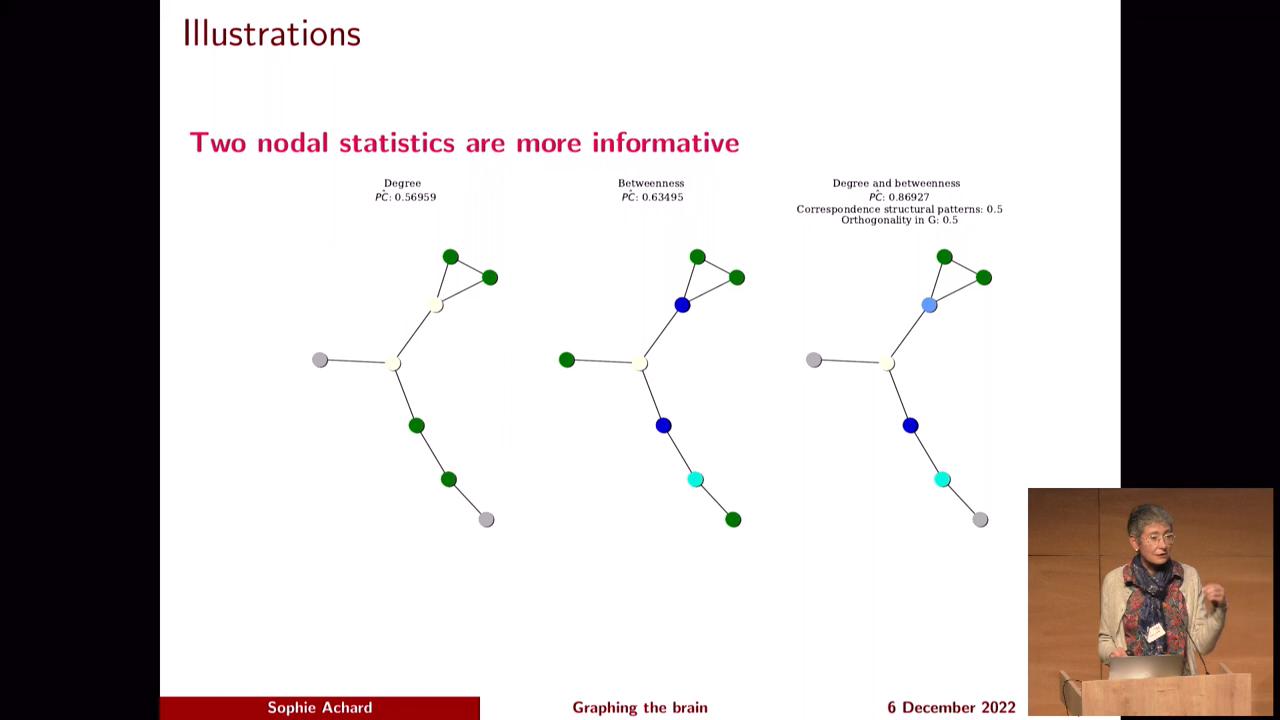 Illustrations
Two nodal statistics are more informative
Degree
P̂C: 0.56959
Betweenness
P̂C: 0.63495
Degree and betweenness
P̂C: 0.86927
Correspondence structural patterns: 0.5
Orthogonality in G: 0.5
Sophie Achard
Graphing the brain
6 December 2022